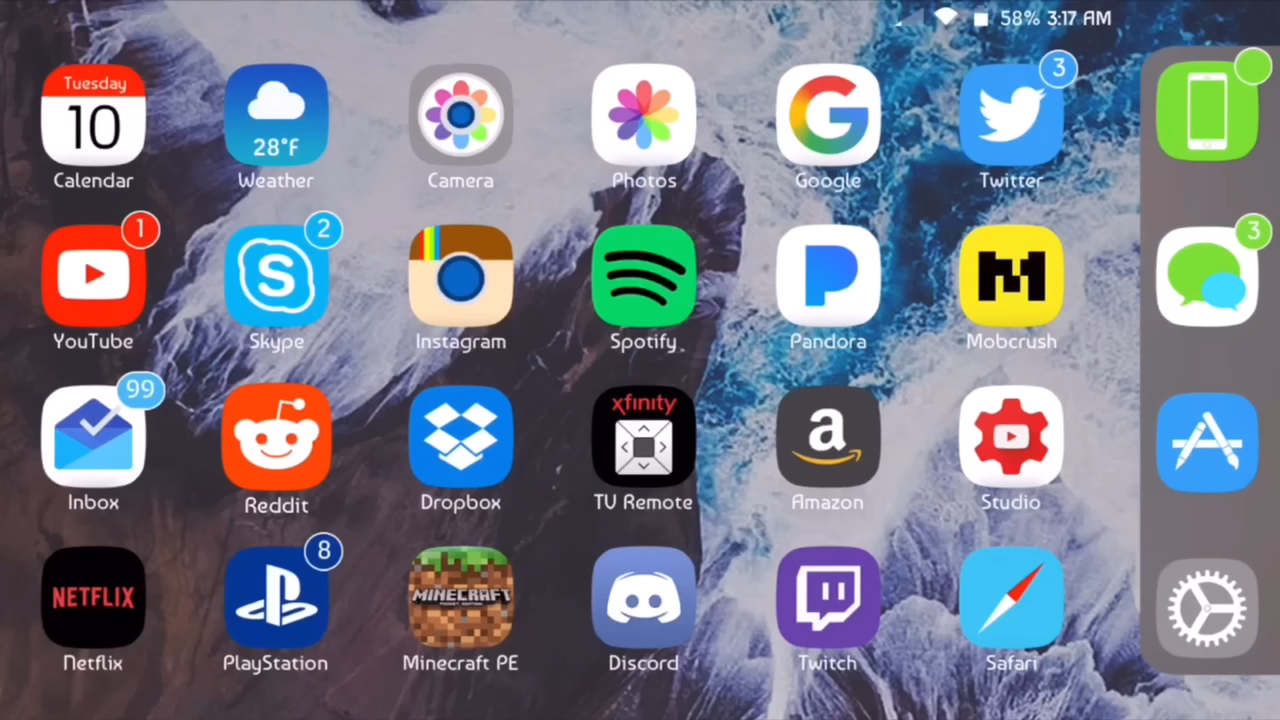 58% 3:17 AM
Tuesday
10
Calendar
28°F
Weather
Camera
Photos
G
Google
3
Twitter
1
YouTube
2
S
Skype
Instagram
Spotify
P
Pandora
M
Mobcrush
3
99
Inbox
Reddit
Dropbox
xfinity
TV Remote
a
Amazon
Studio
NETFLIX
Netflix
8
PlayStation
MINECRAFT
POCKET EDITION
Minecraft PE
Discord
Twitch
Safari